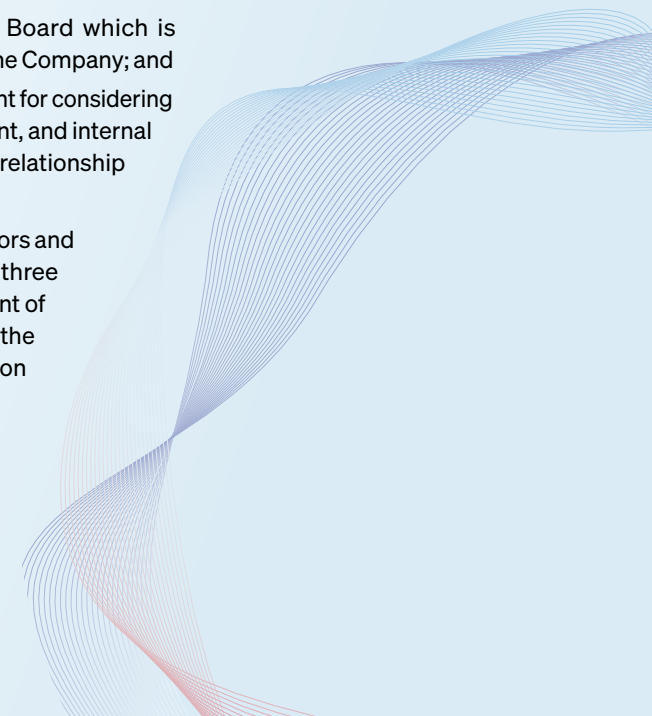 Board which is
ne Company; and
nt for considering
nt, and internal
relationship
ors and
three
nt of
the
on